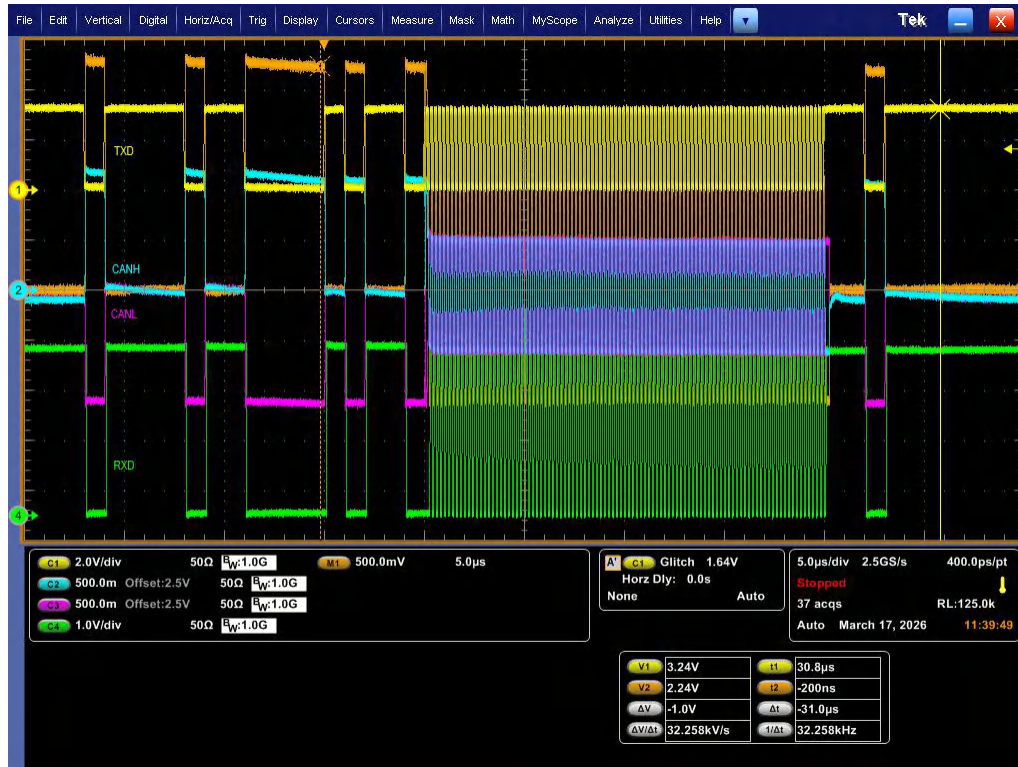 File Edit Vertical Digital Horiz/Acq Trig Display Cursors Measure Mask Math MyScope Analyze Utilities Help Tek X
TXD
1
CANH
2
CANL
RXD
4
C1 2.0V/div 50Ω BW:1.0G M1 500.0mV 5.0µs
C2 500.0m Offset:2.5V 50Ω BW:1.0G
C3 500.0m Offset:2.5V 50Ω BW:1.0G
C4 1.0V/div 50Ω BW:1.0G
A' C1 Glitch 1.64V
Horz Dly: 0.0s
None Auto
5.0µs/div 2.5GS/s 400.0ps/pt
Stopped
37 acqs RL:125.0k
Auto March 17, 2026 11:39:49
V1 3.24V t1 30.8µs
V2 2.24V t2 -200ns
ΔV -1.0V Δt -31.0µs
ΔV/Δt 32.258kV/s 1/Δt 32.258kHz